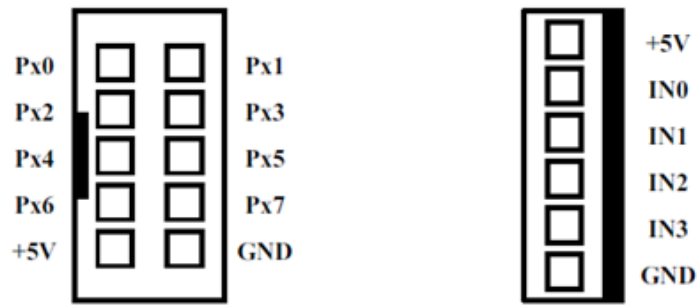 Px0 Px1
Px2 Px3
Px4 Px5
Px6 Px7
+5V GND
+5V
IN0
IN1
IN2
IN3
GND